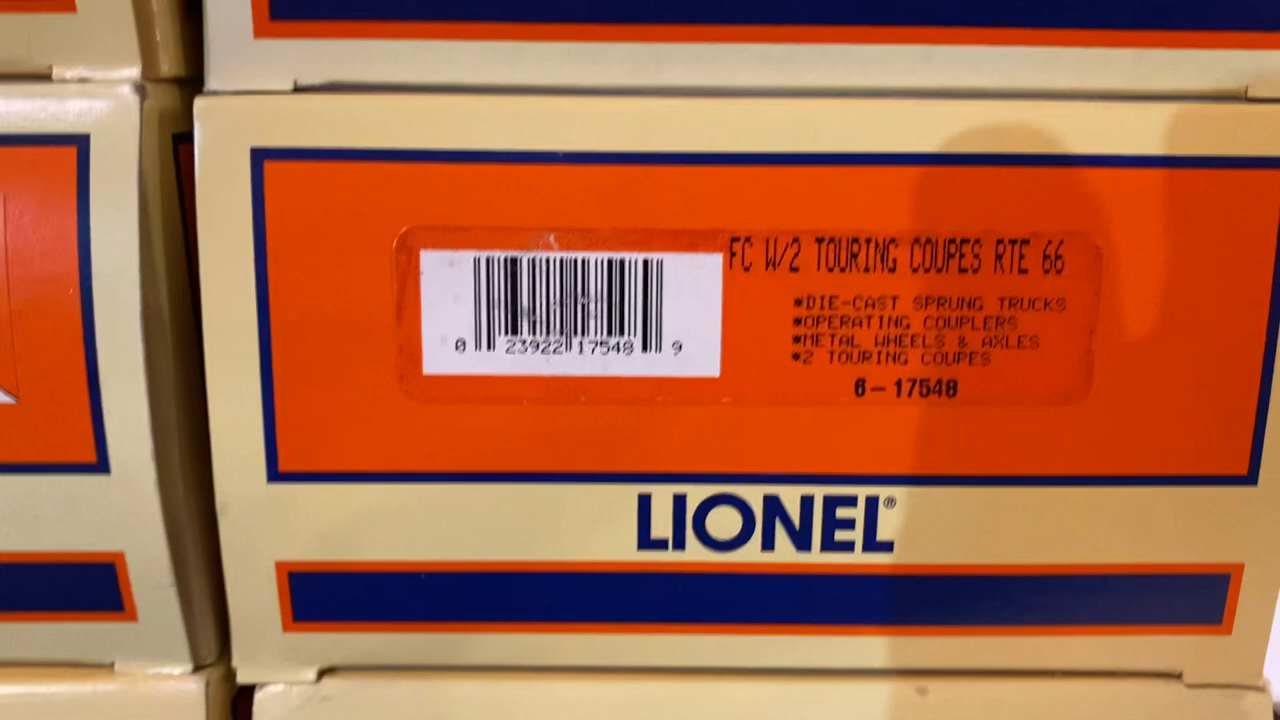 FC W/2 TOURING COUPES RTE 66
*DIE-CAST SPRUNG TRUCKS
*OPERATING COUPLERS
*METAL WHEELS & AXLES
*2 TOURING COUPES
6-17548
0 23922 17548 9
LIONEL®